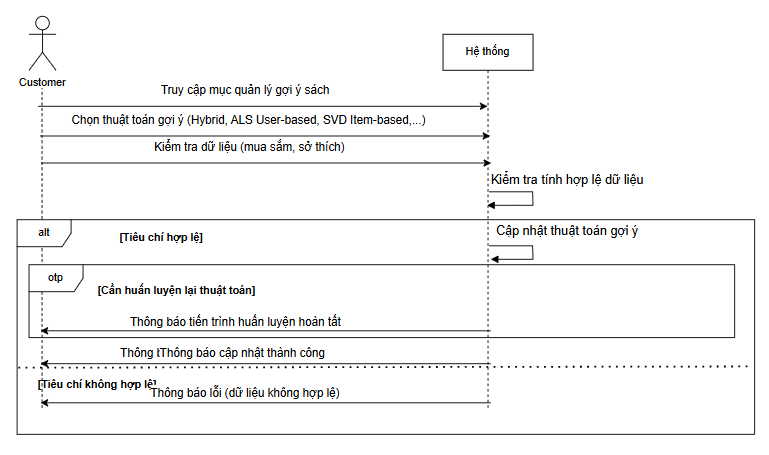 Hệ thống
Customer
Truy cập mục quản lý gợi ý sách
Chọn thuật toán gợi ý (Hybrid, ALS User-based, SVD Item-based,...)
Kiểm tra dữ liệu (mua sắm, sở thích)
Kiểm tra tính hợp lệ dữ liệu
alt
[Tiêu chí hợp lệ]
Cập nhật thuật toán gợi ý
otp
[Cần huấn luyện lại thuật toán]
Thông báo tiến trình huấn luyện hoàn tất
Thông Thông báo cập nhật thành công
[Tiêu chí không hợp lệ]
Thông báo lỗi (dữ liệu không hợp lệ)